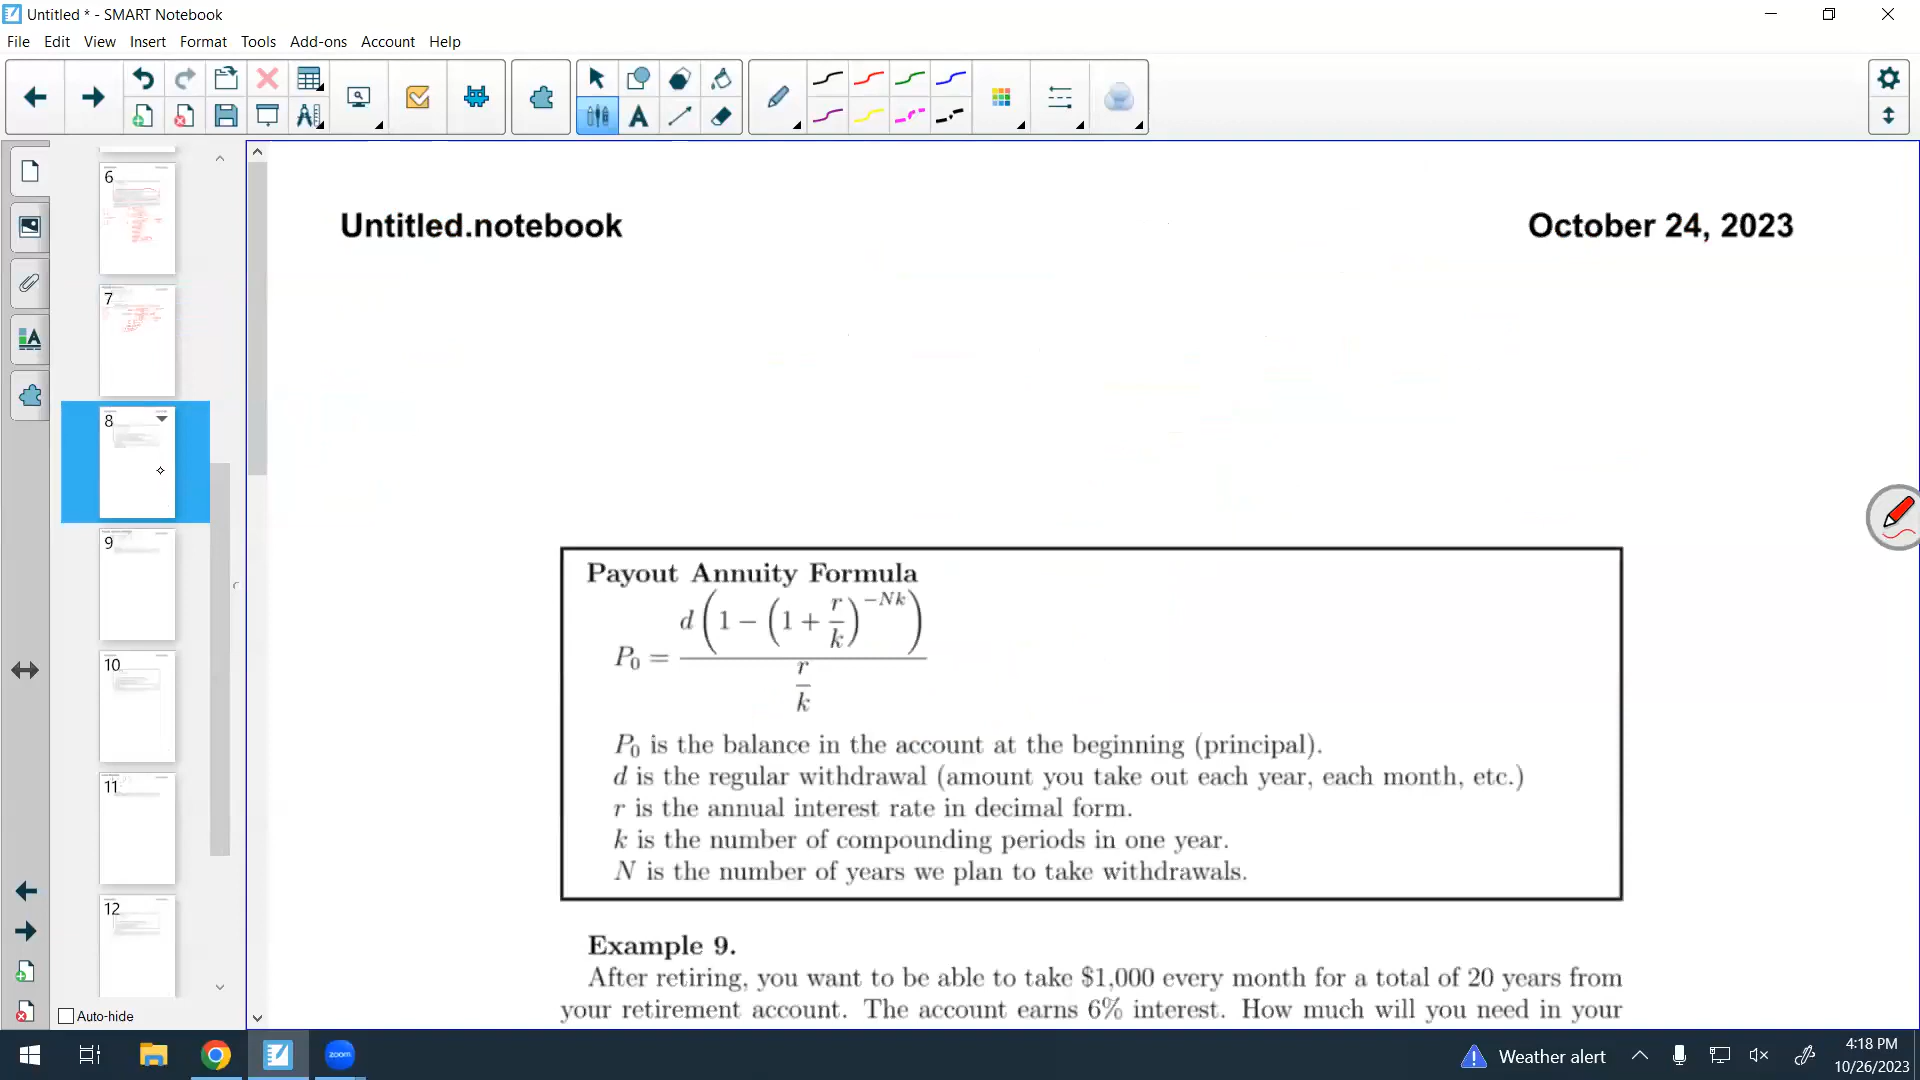 Untitled * - SMART Notebook
File Edit View Insert Format Tools Add-ons Account Help
6
7
8
9
10
11
12
Auto-hide
Untitled.notebook
October 24, 2023
Payout Annuity Formula
P₀ = d(1 − (1 + r/k)^(−Nk)) / (r/k)
P₀ is the balance in the account at the beginning (principal).
d is the regular withdrawal (amount you take out each year, each month, etc.)
r is the annual interest rate in decimal form.
k is the number of compounding periods in one year.
N is the number of years we plan to take withdrawals.
Example 9.
After retiring, you want to be able to take $1,000 every month for a total of 20 years from
your retirement account. The account earns 6% interest. How much will you need in your
zoom
Weather alert
4:18 PM
10/26/2023